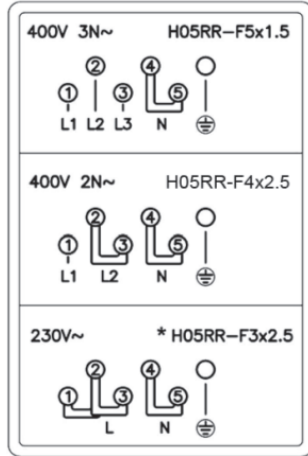 400V 3N~ H05RR-F5x1.5
2 4
1 3 5
L1 L2 L3 N
400V 2N~ H05RR-F4x2.5
2 4
1 3 5
L1 L2 N
230V~ * H05RR-F3x2.5
2 4
1 3 5
L N